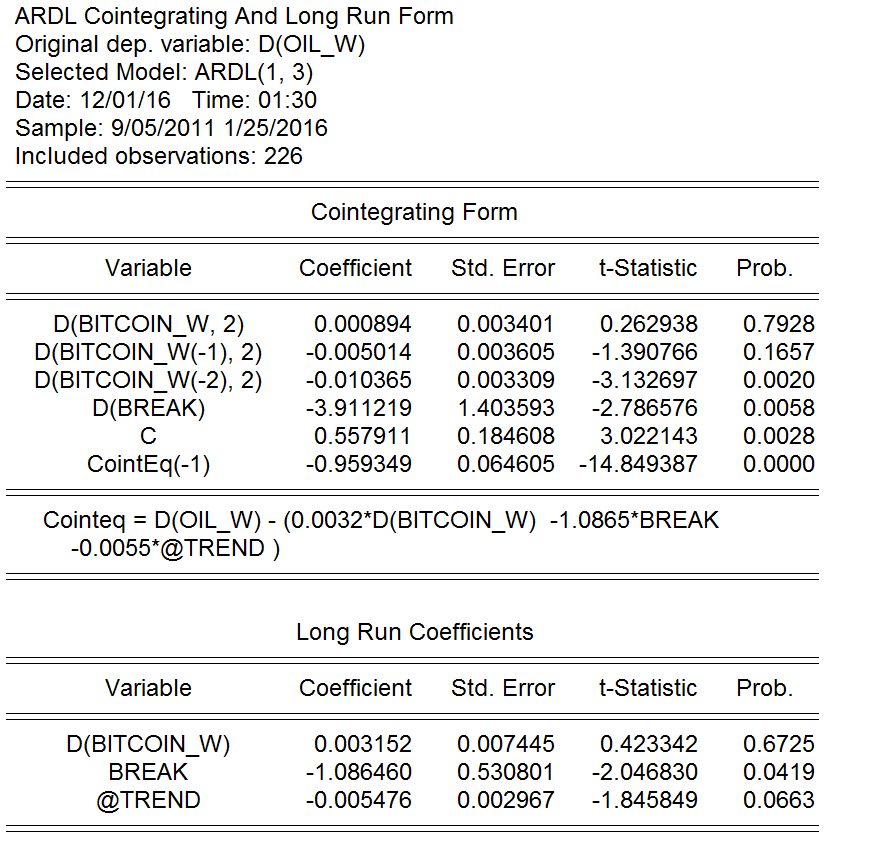 ARDL Cointegrating And Long Run Form
Original dep. variable: D(OIL_W)
Selected Model: ARDL(1, 3)
Date: 12/01/16 Time: 01:30
Sample: 9/05/2011 1/25/2016
Included observations: 226
Cointegrating Form
Variable Coefficient Std. Error t-Statistic Prob.
D(BITCOIN_W, 2) 0.000894 0.003401 0.262938 0.7928
D(BITCOIN_W(-1), 2) -0.005014 0.003605 -1.390766 0.1657
D(BITCOIN_W(-2), 2) -0.010365 0.003309 -3.132697 0.0020
D(BREAK) -3.911219 1.403593 -2.786576 0.0058
C 0.557911 0.184608 3.022143 0.0028
CointEq(-1) -0.959349 0.064605 -14.849387 0.0000
Cointeq = D(OIL_W) - (0.0032*D(BITCOIN_W) -1.0865*BREAK
-0.0055*@TREND )
Long Run Coefficients
Variable Coefficient Std. Error t-Statistic Prob.
D(BITCOIN_W) 0.003152 0.007445 0.423342 0.6725
BREAK -1.086460 0.530801 -2.046830 0.0419
@TREND -0.005476 0.002967 -1.845849 0.0663